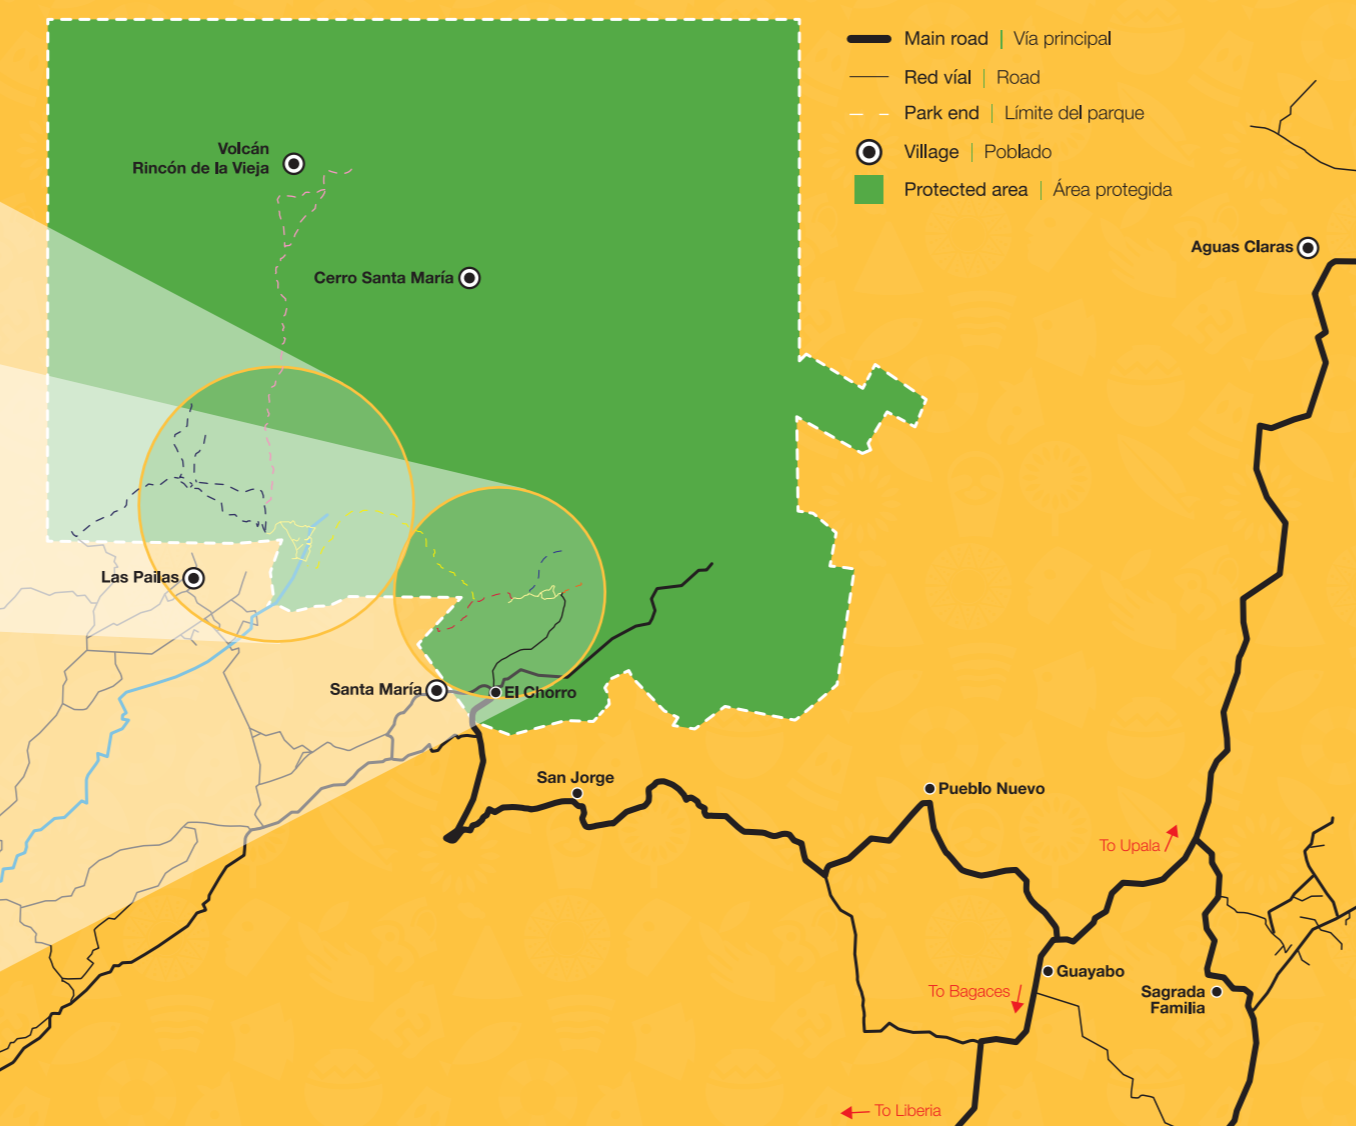 Main road | Vía principal
Red víal | Road
Park end | Límite del parque
Village | Poblado
Protected area | Área protegida
Volcán
Rincón de la Vieja
Cerro Santa María
Aguas Claras
Las Pailas
Santa María
El Chorro
San Jorge
Pueblo Nuevo
To Upala
Guayabo
To Bagaces
Sagrada
Familia
To Liberia